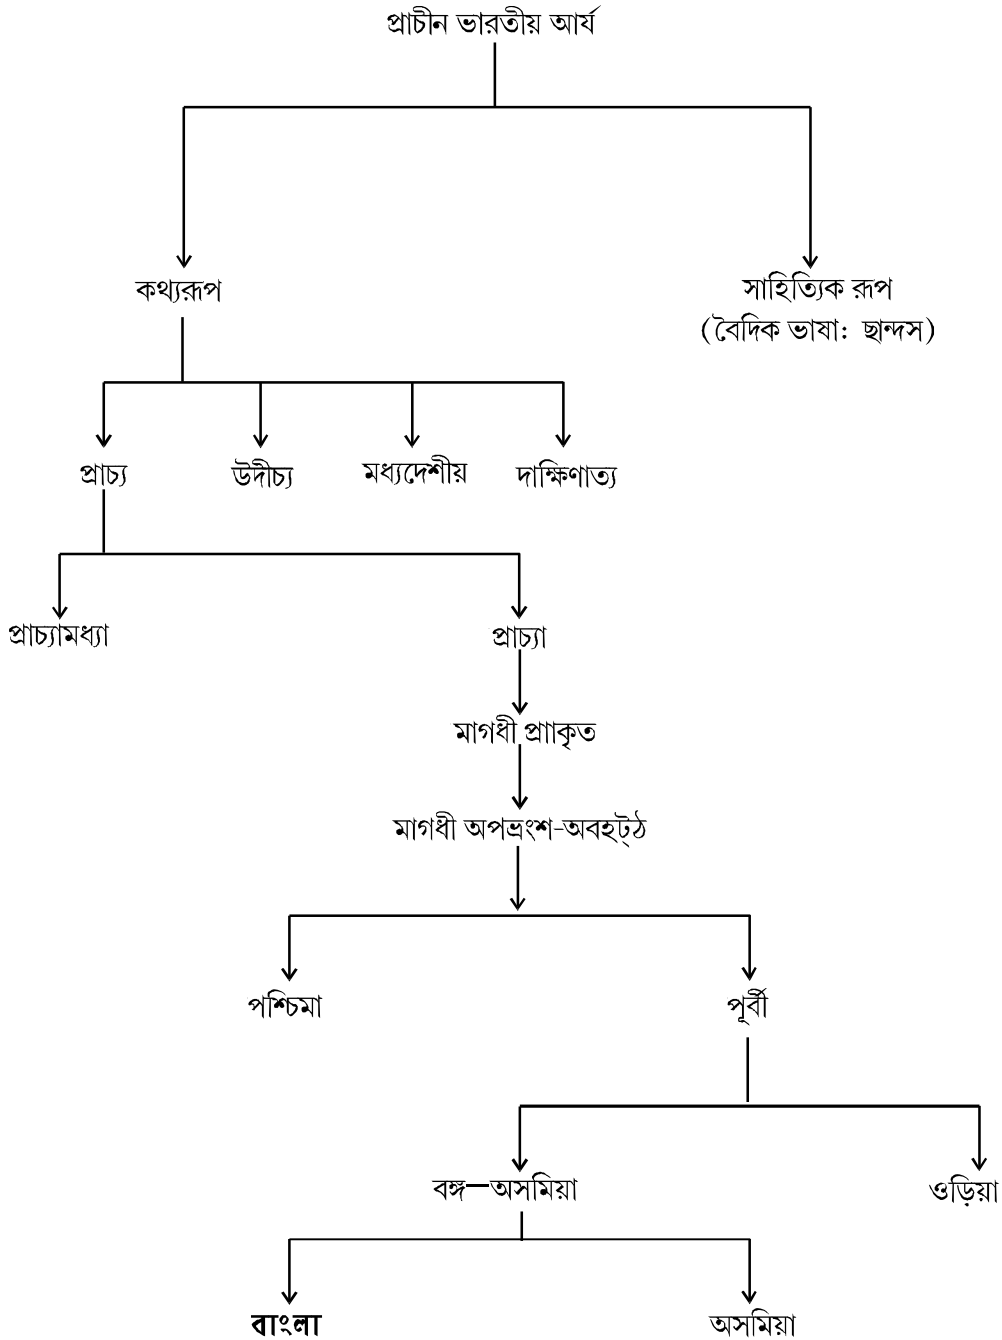 প্রাচীন ভারতীয় আর্য
কথ্যরূপ
সাহিত্যিক রূপ
(বৈদিক ভাষা: ছান্দস)
প্রাচ্য
উদীচ্য
মধ্যদেশীয়
দাক্ষিণাত্য
প্রাচ্যামধ্যা
প্রাচ্যা
মাগধী প্রাাকৃত
মাগধী অপভ্রংশ-অবহট্‌ঠ
পশ্চিমা
পূর্বী
বঙ্গ—অসমিয়া
ওড়িয়া
বাংলা
অসমিয়া